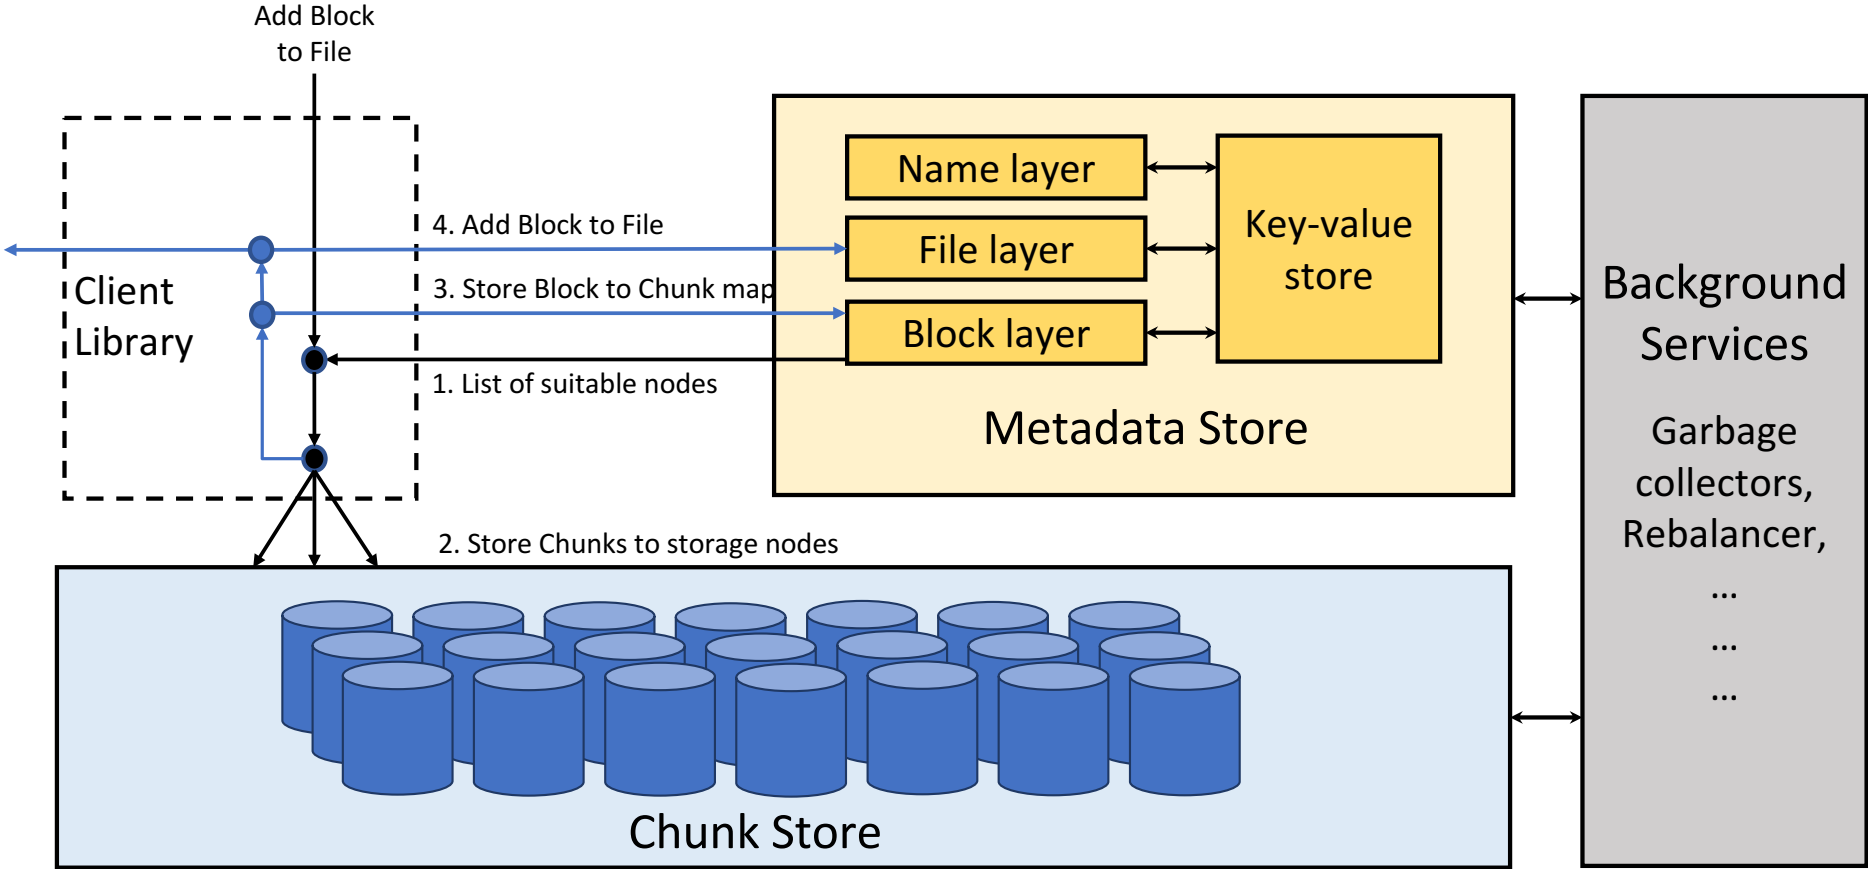 Add Block
to File
Client
Library
4. Add Block to File
3. Store Block to Chunk map
1. List of suitable nodes
2. Store Chunks to storage nodes
Name layer
File layer
Block layer
Key-value
store
Metadata Store
Background
Services
Garbage
collectors,
Rebalancer,
...
...
...
Chunk Store